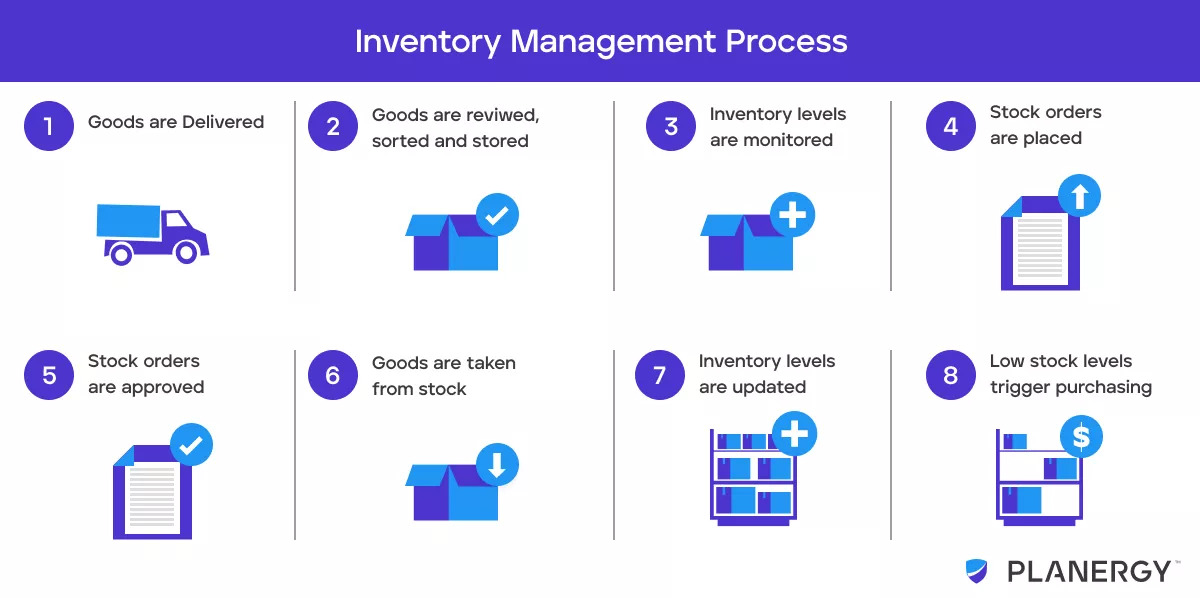 Inventory Management Process
1
Goods are Delivered
2
Goods are reviwed,
sorted and stored
3
Inventory levels
are monitored
4
Stock orders
are placed
5
Stock orders
are approved
6
Goods are taken
from stock
7
Inventory levels
are updated
8
Low stock levels
trigger purchasing
$
PLANERGY™